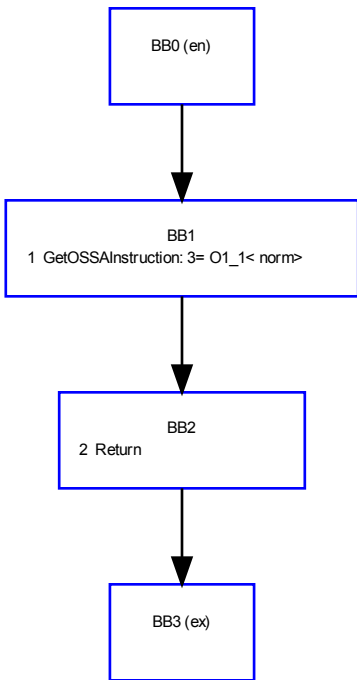 BB0 (en)
BB1
1 GetOSSAInstruction: 3= O1_1< norm>
BB2
2 Return
BB3 (ex)